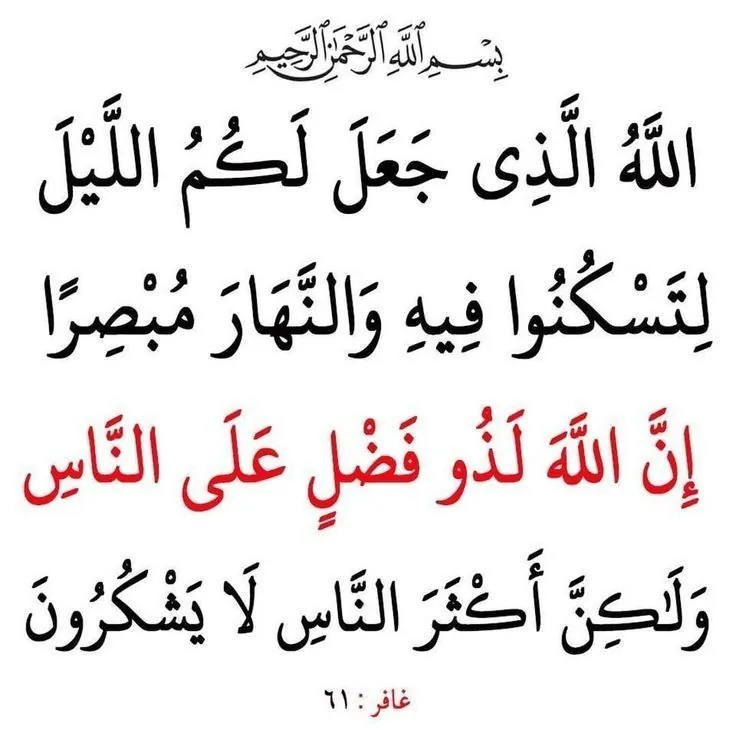 بِسْمِ ٱللَّهِ ٱلرَّحْمَٰنِ ٱلرَّحِيمِ
اللَّهُ الَّذِى جَعَلَ لَكُمُ اللَّيْلَ
لِتَسْكُنُوا فِيهِ وَالنَّهَارَ مُبْصِرًا
إِنَّ اللَّهَ لَذُو فَضْلٍ عَلَى النَّاسِ
وَلَٰكِنَّ أَكْثَرَ النَّاسِ لَا يَشْكُرُونَ
غافر : ٦١